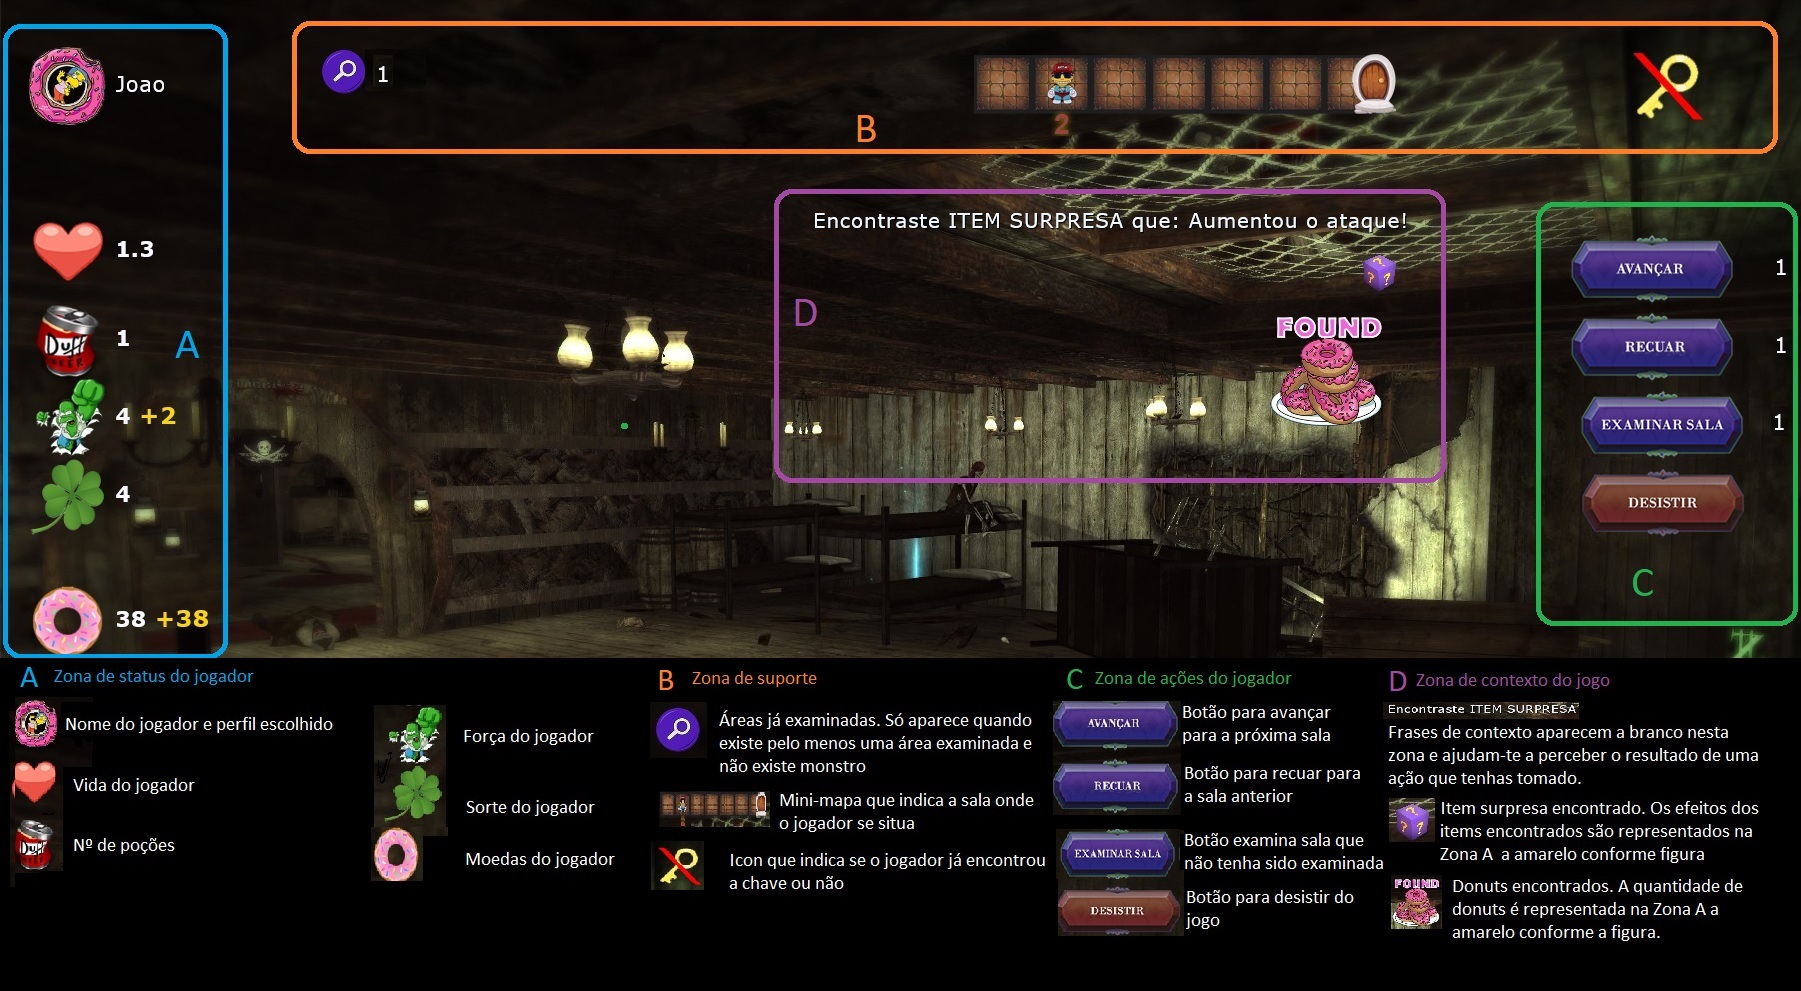 Joao
1
2
B
1.3
1
A
4 +2
4
38 +38
Encontraste ITEM SURPRESA que: Aumentou o ataque!
D
FOUND
AVANÇAR 1
RECUAR 1
EXAMINAR SALA 1
DESISTIR
C
A Zona de status do jogador
Nome do jogador e perfil escolhido
Vida do jogador
Duff
Nº de poções
Força do jogador
Sorte do jogador
Moedas do jogador
B Zona de suporte
Áreas já examinadas. Só aparece quando
existe pelo menos uma área examinada e
não existe monstro
Mini-mapa que indica a sala onde
o jogador se situa
Icon que indica se o jogador já encontrou
a chave ou não
C Zona de ações do jogador
AVANÇAR
Botão para avançar
para a próxima sala
RECUAR
Botão para recuar para
a sala anterior
EXAMINAR SALA
Botão examina sala que
não tenha sido examinada
DESISTIR
Botão para desistir do
jogo
D Zona de contexto do jogo
Encontraste ITEM SURPRESA
Frases de contexto aparecem a branco nesta
zona e ajudam-te a perceber o resultado de uma
ação que tenhas tomado.
Item surpresa encontrado. Os efeitos dos
items encontrados são representados na
Zona A a amarelo conforme figura
FOUND
Donuts encontrados. A quantidade de
donuts é representada na Zona A a
amarelo conforme a figura.